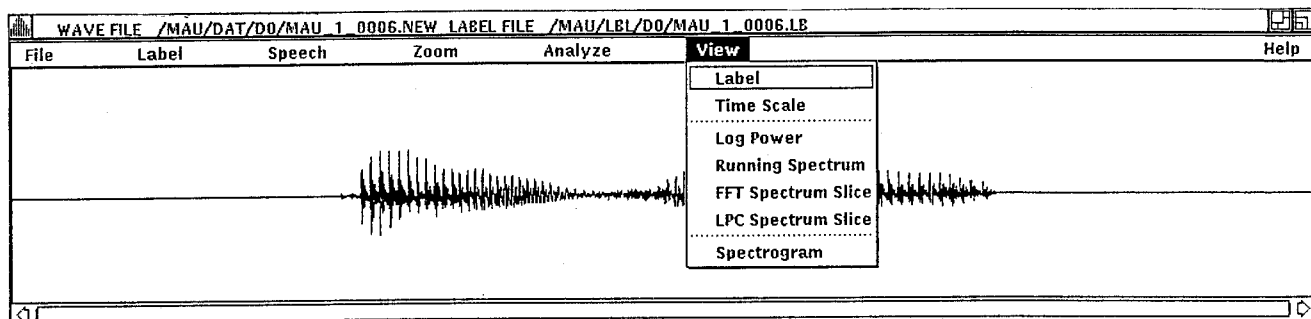 WAVE FILE /MAU/DAT/D0/MAU_1_0006.NEW LABEL FILE /MAU/LBL/D0/MAU_1_0006.LB
File Label Speech Zoom Analyze View Help
Label
Time Scale
Log Power
Running Spectrum
FFT Spectrum Slice
LPC Spectrum Slice
Spectrogram